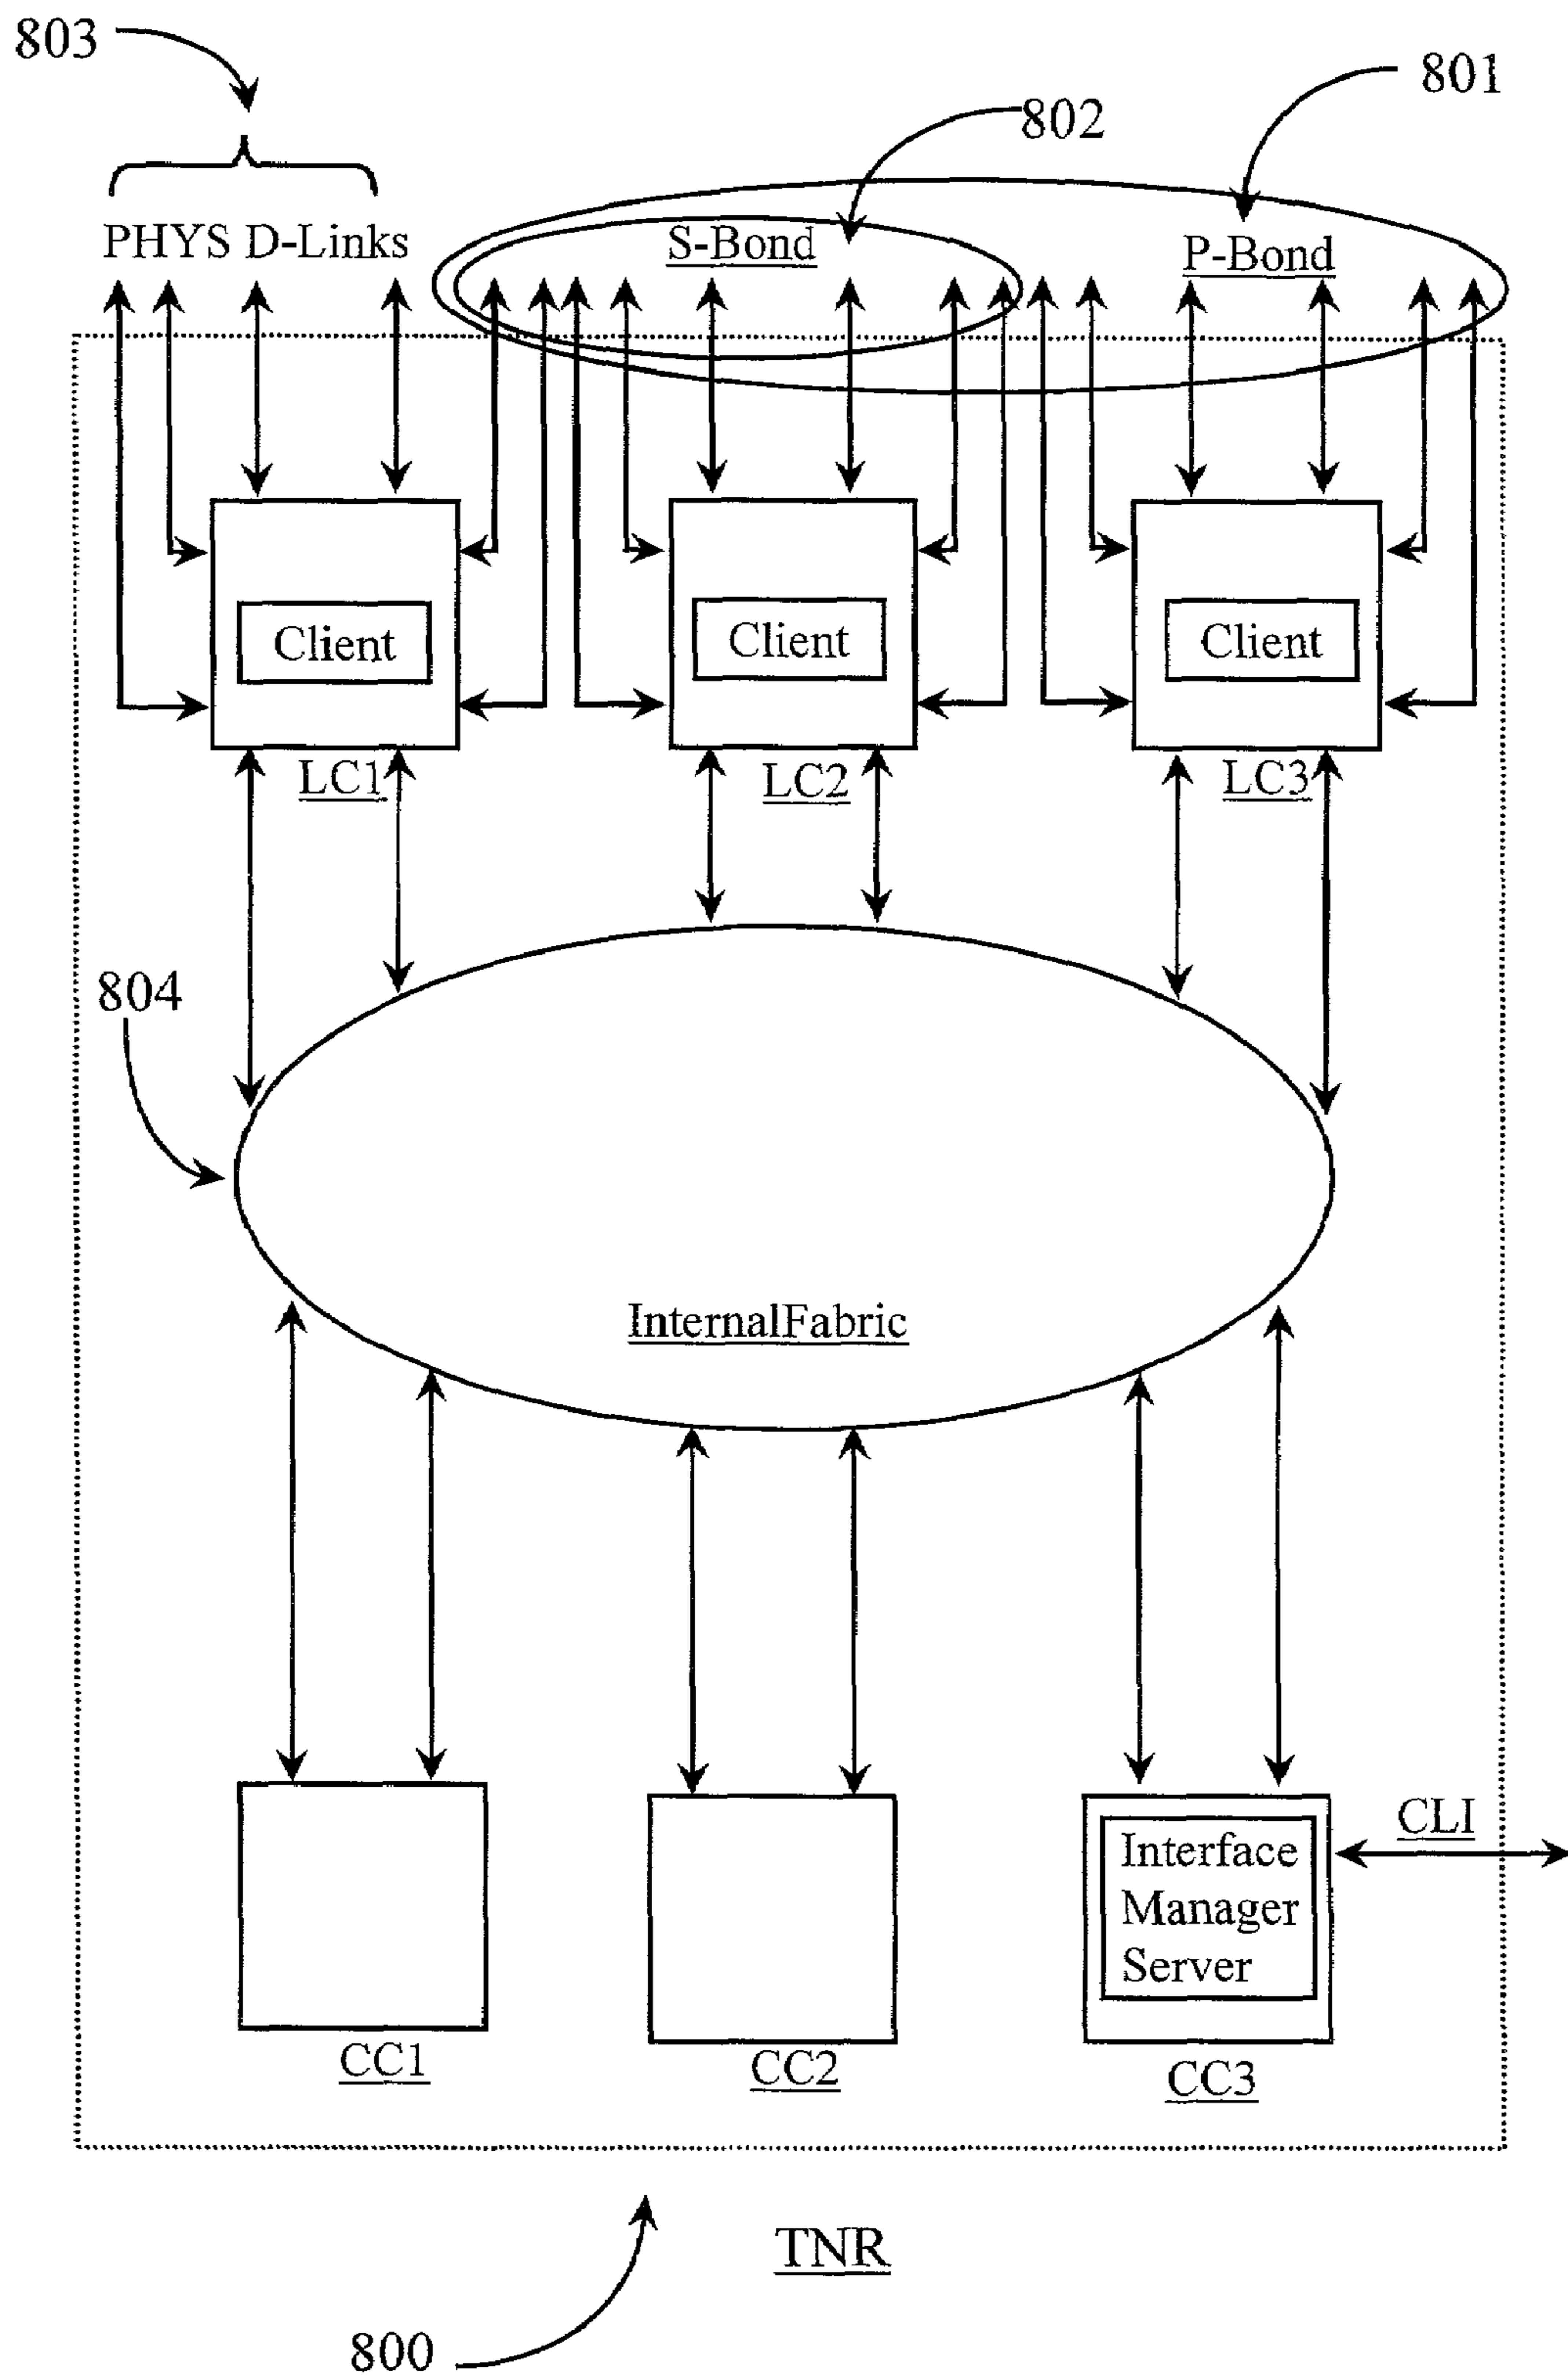 803
801
802
PHYS D-Links
S-Bond
P-Bond
Client
Client
Client
LC1
LC2
LC3
804
InternalFabric
CLI
Interface
Manager
Server
CC1
CC2
CC3
TNR
800